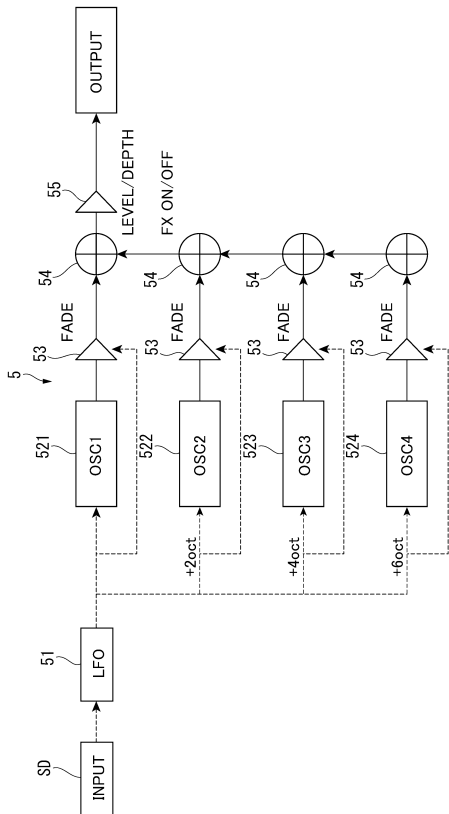 5
SD
INPUT
51
LFO
521
OSC1
53
FADE
54
55
LEVEL/DEPTH
FX ON/OFF
OUTPUT
+2oct
522
OSC2
53
FADE
54
+4oct
523
OSC3
53
FADE
54
+6oct
524
OSC4
53
FADE
54